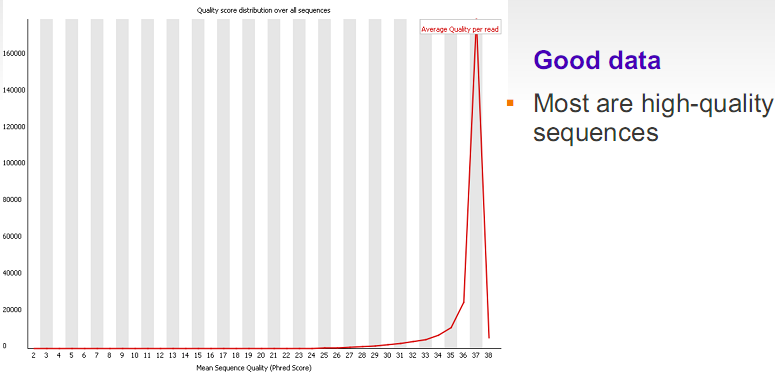 Quality score distribution over all sequences
Average Quality per read
160000
140000
120000
100000
80000
60000
40000
20000
0
2 3 4 5 6 7 8 9 10 11 12 13 14 15 16 17 18 19 20 21 22 23 24 25 26 27 28 29 30 31 32 33 34 35 36 37 38
Mean Sequence Quality (Phred Score)
Good data
Most are high-quality
sequences